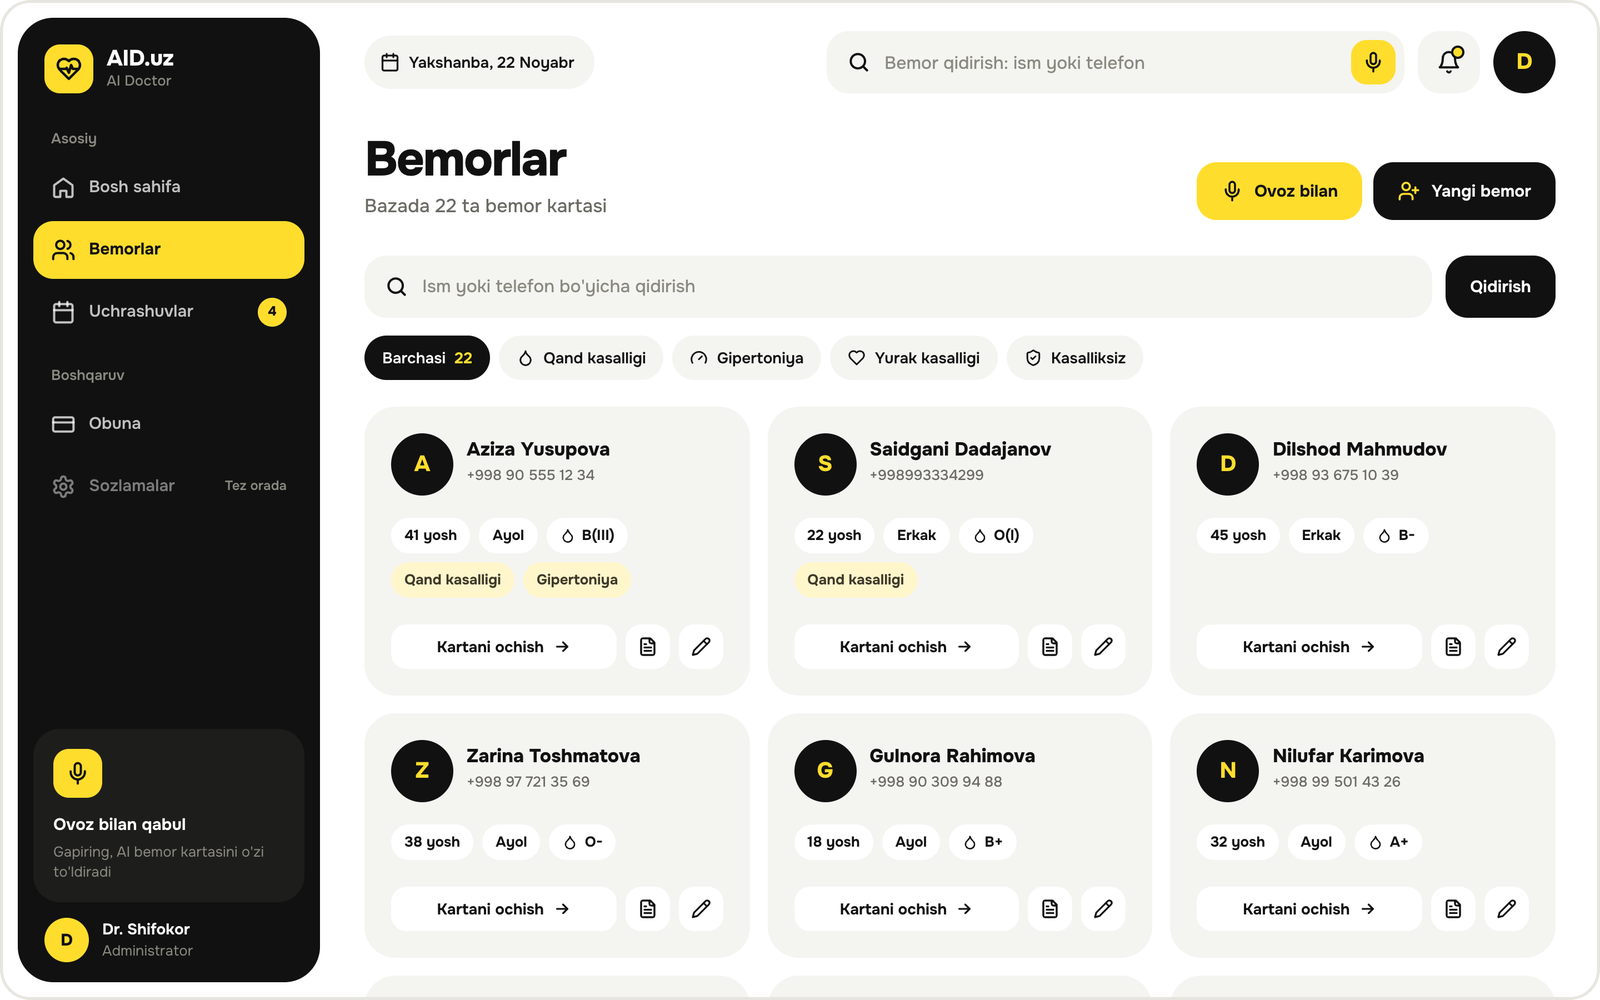 AID.uz
AI Doctor
Asosiy
Bosh sahifa
Bemorlar
Uchrashuvlar 4
Boshqaruv
Obuna
Sozlamalar Tez orada
Ovoz bilan qabul
Gapiring, AI bemor kartasini o'zi
to'ldiradi
D
Dr. Shifokor
Administrator
Yakshanba, 22 Noyabr
Bemor qidirish: ism yoki telefon
D
Bemorlar
Bazada 22 ta bemor kartasi
Ovoz bilan
Yangi bemor
Ism yoki telefon bo'yicha qidirish
Qidirish
Barchasi 22
Qand kasalligi
Gipertoniya
Yurak kasalligi
Kasalliksiz
A
Aziza Yusupova
+998 90 555 12 34
41 yosh
Ayol
B(III)
Qand kasalligi
Gipertoniya
Kartani ochish →
S
Saidgani Dadajanov
+998993334299
22 yosh
Erkak
O(I)
Qand kasalligi
Kartani ochish →
D
Dilshod Mahmudov
+998 93 675 10 39
45 yosh
Erkak
B-
Kartani ochish →
Z
Zarina Toshmatova
+998 97 721 35 69
38 yosh
Ayol
O-
Kartani ochish →
G
Gulnora Rahimova
+998 90 309 94 88
18 yosh
Ayol
B+
Kartani ochish →
N
Nilufar Karimova
+998 99 501 43 26
32 yosh
Ayol
A+
Kartani ochish →